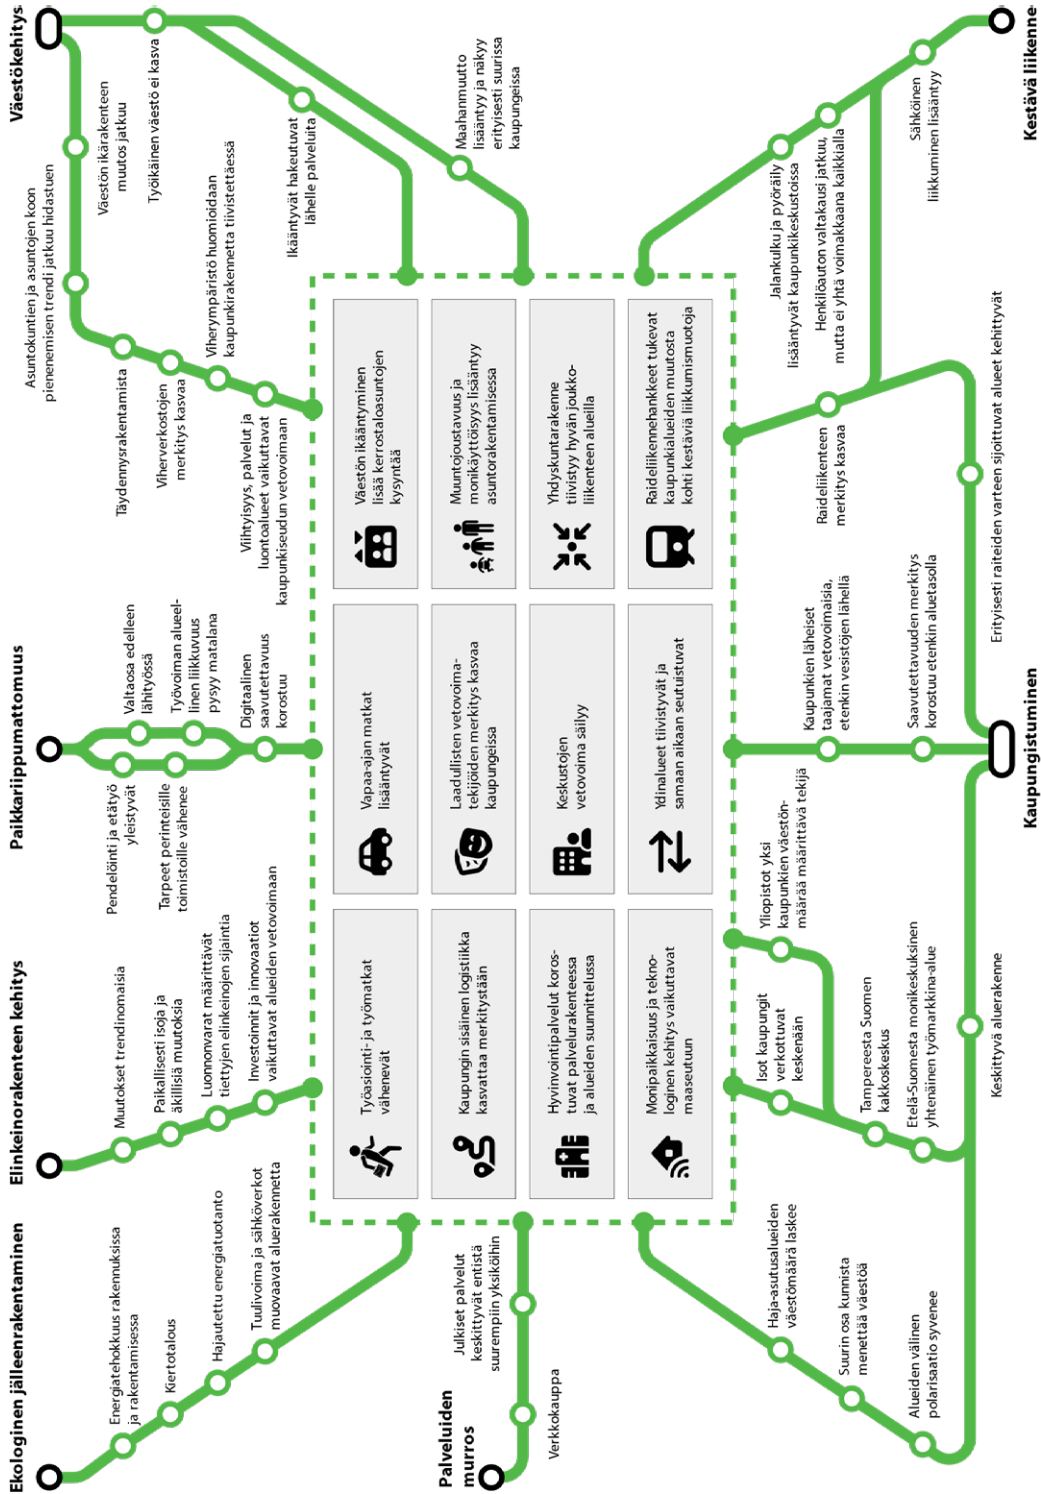 Ekologinen jälleenrakentaminen
Energiatehokkuus rakennuksissa
ja rakentamisessa
Kiertotalous
Hajautettu energiatuotanto
Tuulivoima ja sähköverkot
muovaavat aluerakennetta
Elinkeinorakenteen kehitys
Muutokset trendinomaisia
Paikallisesti isoja ja
äkillisiä muutoksia
Luonnonvarat määrittävät
tiettyjen elinkeinojen sijaintia
Investoinnit ja innovaatiot
vaikuttavat alueiden vetovoimaan
Paikkariippumattomuus
Pendelöinti ja etätyö
yleistyvät
Tarpeet perinteisille
toimistoille vähenee
Valtaosa edelleen
lähityössä
Työvoiman alueel-
linen liikkuvuus
pysyy matalana
Digitaalinen
saavutettavuus
korostuu
Väestökehitys
Asuntokuntien ja asuntojen koon
pienenemisen trendi jatkuu hidastuen
Väestön ikärakenteen
muutos jatkuu
Työikäinen väestö ei kasva
Täydennysrakentamista
Viherverkostojen
merkitys kasvaa
Viherympäristö huomioidaan
kaupunkirakennetta tiivistettäessä
Viihtyisyys, palvelut ja
luontoalueet vaikuttavat
kaupunkiseudun vetovoimaan
Ikääntyvät hakeutuvat
lähelle palveluita
Maahanmuutto
lisääntyy ja näkyy
erityisesti suurissa
kaupungeissa
Palveluiden
murros
Verkkokauppa
Julkiset palvelut
keskittyvät entistä
suurempiin yksiköihin
Työasiointi- ja työmatkat
vähenevät
Vapaa-ajan matkat
lisääntyvät
Väestön ikääntyminen
lisää kerrostaloasuntojen
kysyntää
Kaupungin sisäinen logistiikka
kasvattaa merkitystään
Laadullisten vetovoima-
tekijöiden merkitys kasvaa
kaupungeissa
Muuntojoustavuus ja
monikäyttöisyys lisääntyy
asuntorakentamisessa
Hyvinvointipalvelut koros-
tuvat palvelurakenteessa
ja alueiden suunnittelussa
Keskustojen
vetovoima säilyy
Yhdyskuntarakenne
tiivistyy hyvän joukko-
liikenteen alueilla
Monipaikkaisuus ja tekno-
loginen kehitys vaikuttavat
maaseutuun
Ydinalueet tiivistyvät ja
samaan aikaan seutuistuvat
Raideliikennehankkeet tukevat
kaupunkialueiden muutosta
kohti kestäviä liikkumismuotoja
Haja-asutusalueiden
väestömäärä laskee
Suurin osa kunnista
menettää väestöä
Alueiden välinen
polarisaatio syvenee
Isot kaupungit
verkottuvat
keskenään
Yliopistot yksi
kaupunkien väestön-
määrää määrittävä tekijä
Tampereesta Suomen
kakkoskeskus
Etelä-Suomesta monikeskuksinen
yhtenäinen työmarkkina-alue
Keskittyvä aluerakenne
Kaupunkien läheiset
taajamat vetovoimaisia,
etenkin vesistöjen lähellä
Saavutettavuuden merkitys
korostuu etenkin aluetasolla
Kaupungistuminen
Raideliikenteen
merkitys kasvaa
Erityisesti raiteiden varteen sijoittuvat alueet kehittyvät
Jalankulku ja pyöräily
lisääntyvät kaupunkikeskustoissa
Henkilöauton valtakausi jatkuu,
mutta ei yhtä voimakkaana kaikkialla
Sähköinen
liikkuminen lisääntyy
Kestävä liikenne